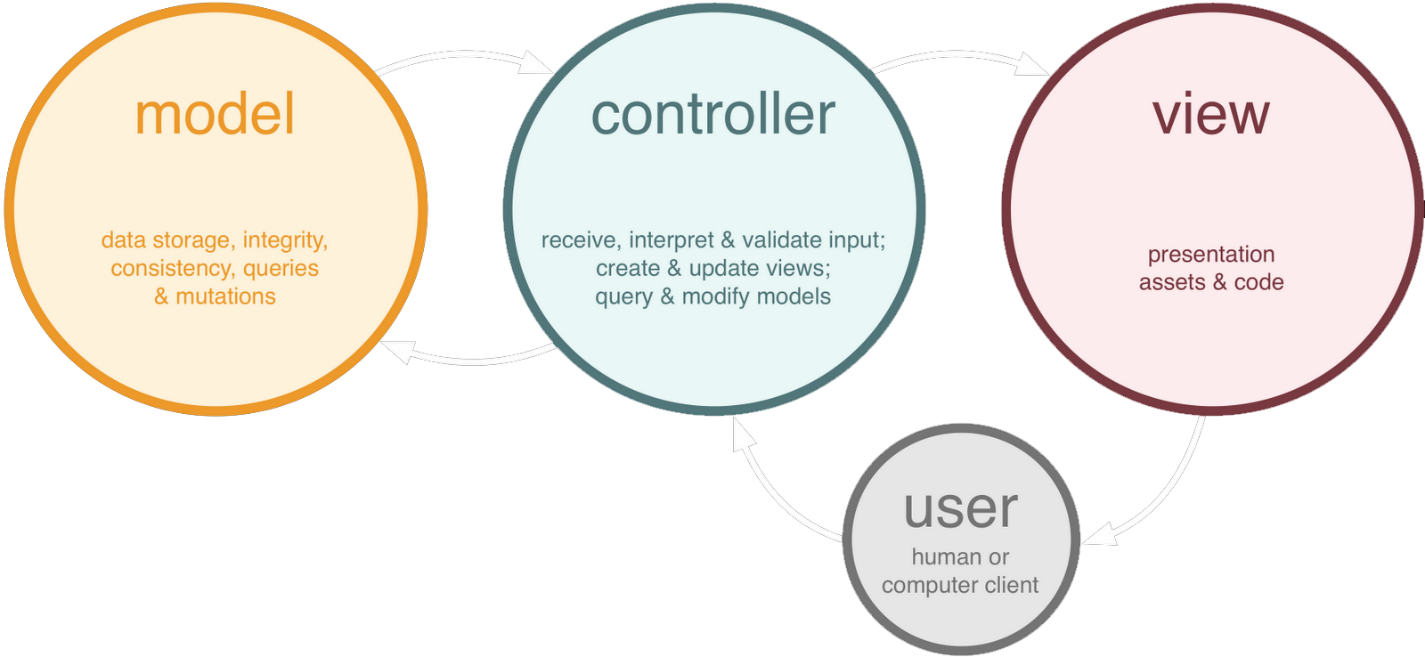 model
data storage, integrity,
consistency, queries
& mutations
controller
receive, interpret & validate input;
create & update views;
query & modify models
view
presentation
assets & code
user
human or
computer client